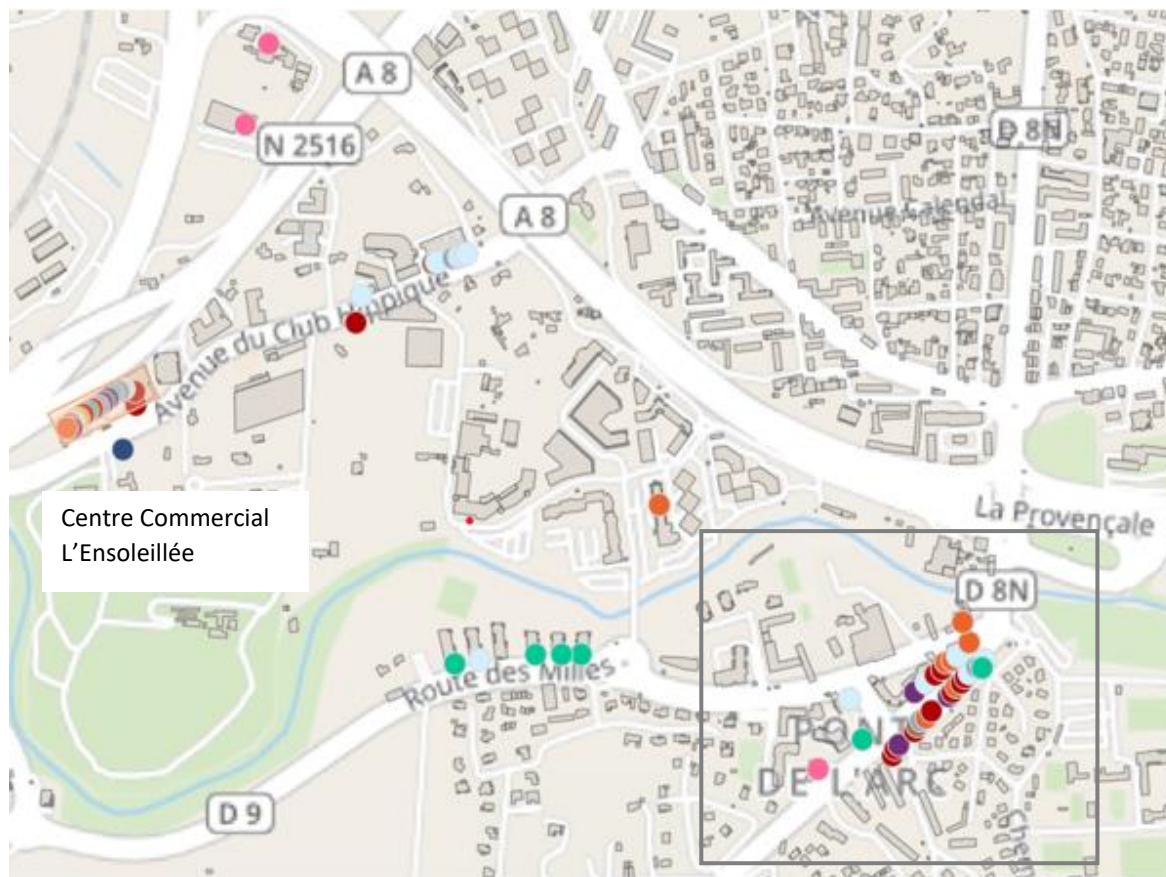 A 8
N 2516
D 8N
A 8
Avenue Calendal
Avenue du Club Hippique
Centre Commercial
L'Ensoleillée
La Provençale
D 8N
Route des Milles
PONT
DE L'ARC
D 9
Chem